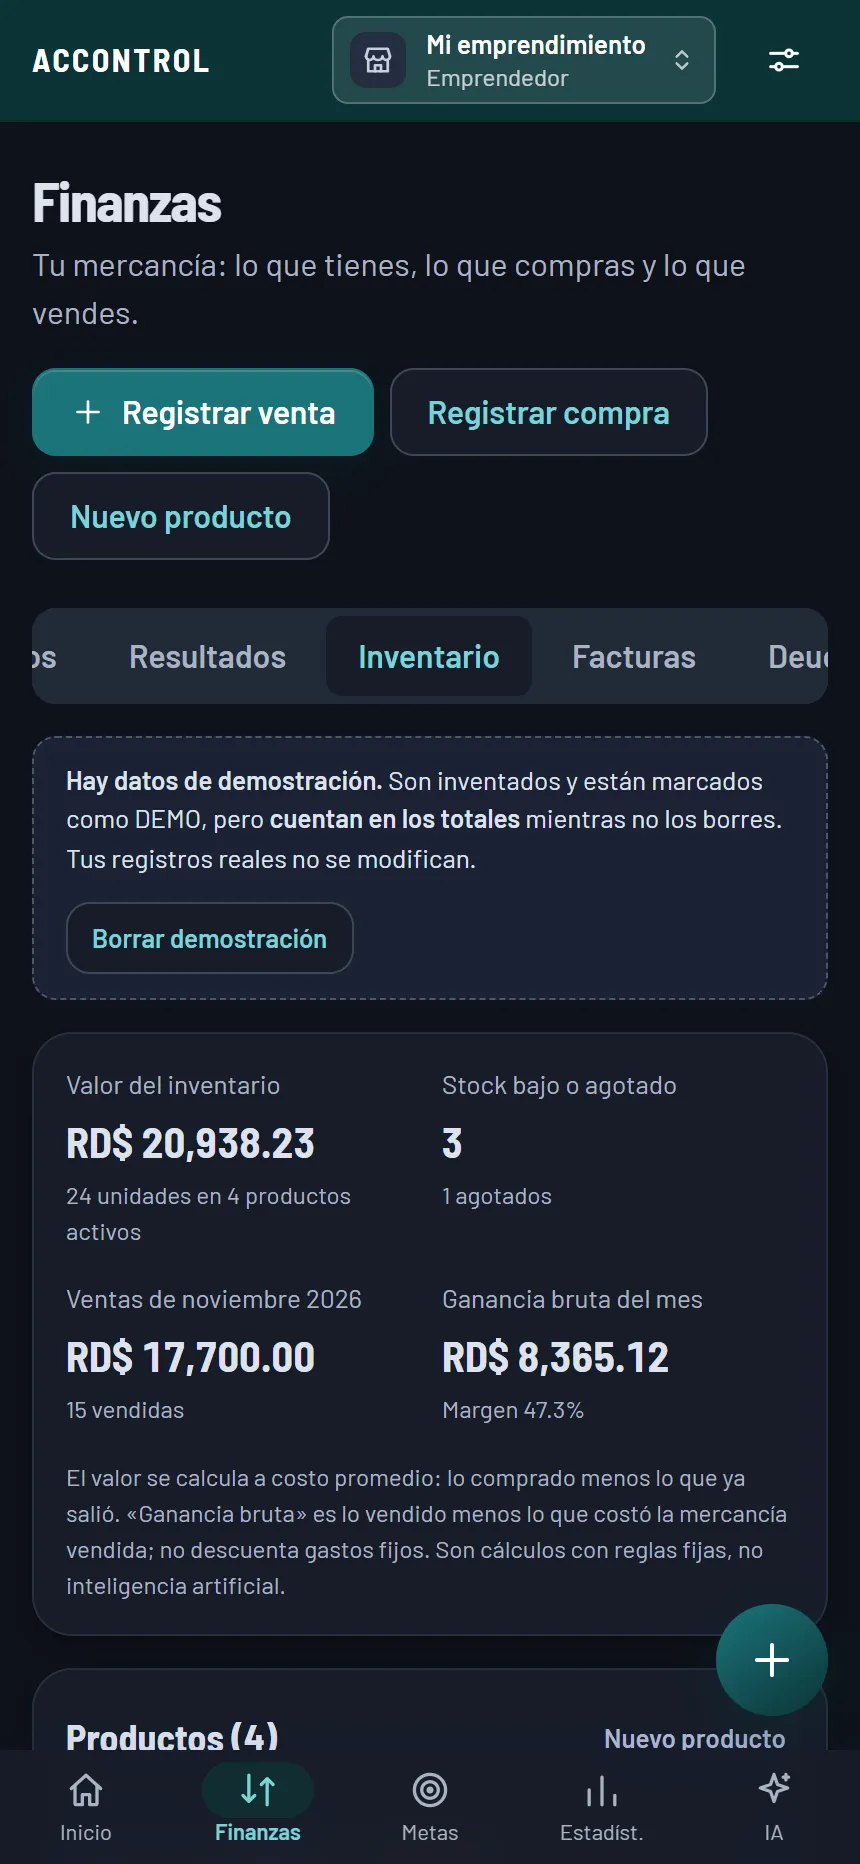 ACCONTROL
Mi emprendimiento
Emprendedor
Finanzas
Tu mercancía: lo que tienes, lo que compras y lo que
vendes.
Registrar venta
Registrar compra
Nuevo producto
os
Resultados
Inventario
Facturas
Hay datos de demostración. Son inventados y están marcados
como DEMO, pero cuentan en los totales mientras no los borres.
Tus registros reales no se modifican.
Borrar demostración
Valor del inventario
RD$ 20,938.23
24 unidades en 4 productos
activos
Stock bajo o agotado
3
1 agotados
Ventas de noviembre 2026
RD$ 17,700.00
15 vendidas
Ganancia bruta del mes
RD$ 8,365.12
Margen 47.3%
El valor se calcula a costo promedio: lo comprado menos lo que ya
salió. «Ganancia bruta» es lo vendido menos lo que costó la mercancía
vendida; no descuenta gastos fijos. Son cálculos con reglas fijas, no
inteligencia artificial.
Productos (4)
Nuevo producto
Inicio
Finanzas
Metas
Estadíst.
IA